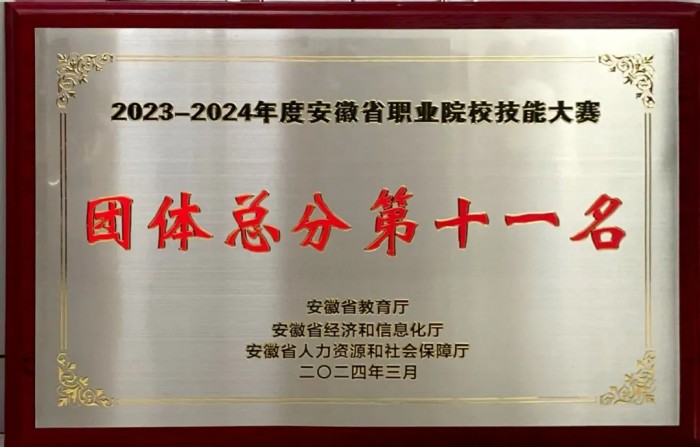 2023-2024年度安徽省职业院校技能大赛
团体总分第十一名
安徽省教育厅
安徽省经济和信息化厅
安徽省人力资源和社会保障厅
二〇二四年三月